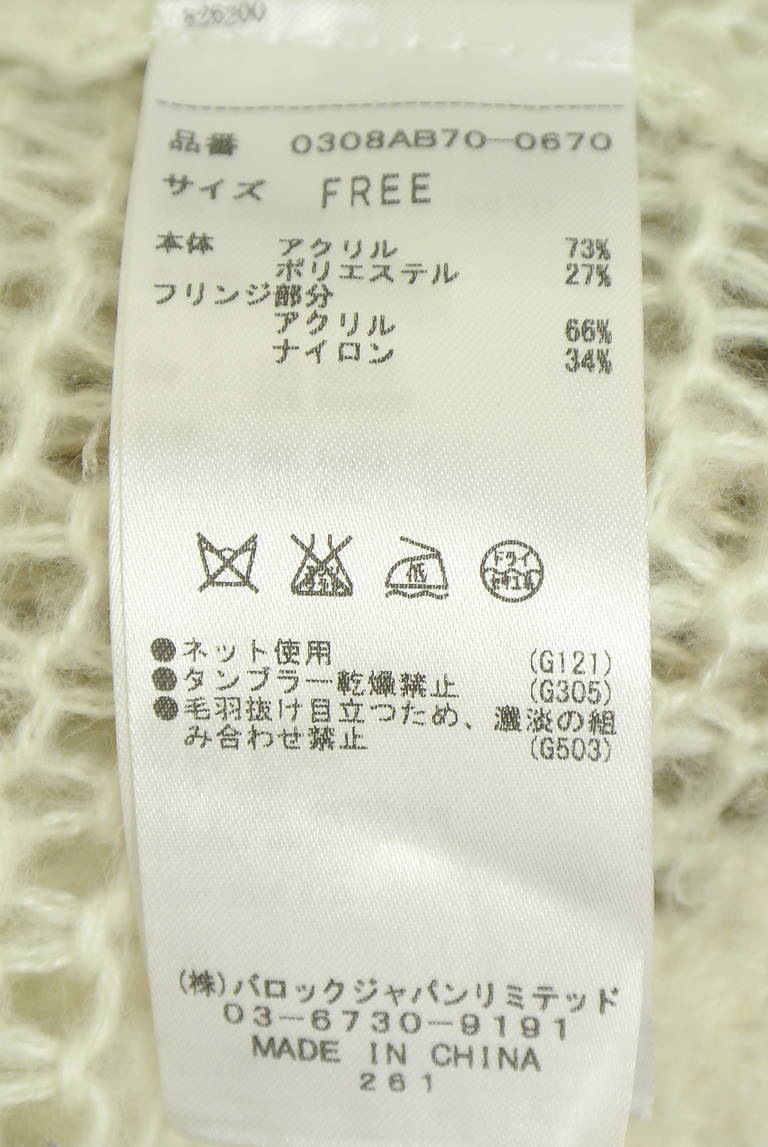 品番 0308AB70-0670
サイズ FREE
本体 アクリル 73%
ポリエステル 27%
フリンジ部分
アクリル 66%
ナイロン 34%
低
ドライ
●ネット使用 (G121)
●タンブラー乾燥禁止 (G305)
●毛羽抜け目立つため、濃淡の組
み合わせ禁止 (G503)
(株)バロックジャパンリミテッド
03-6730-9191
MADE IN CHINA
261